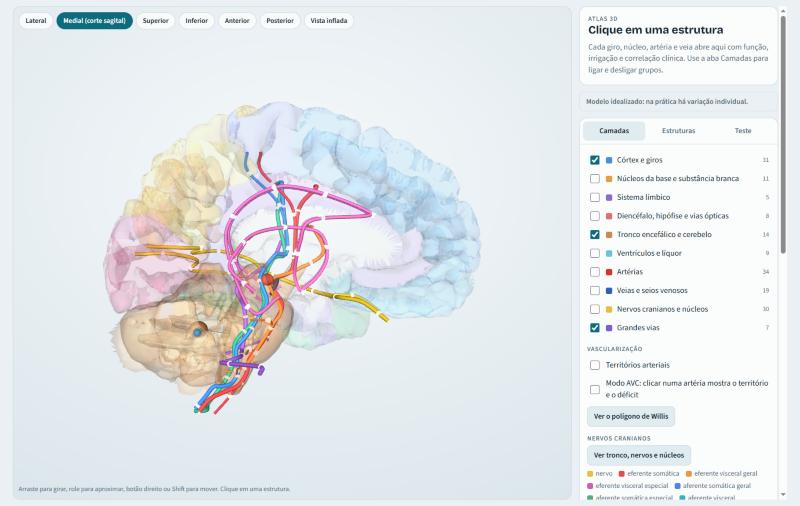 Lateral
Medial (corte sagital)
Superior
Inferior
Anterior
Posterior
Vista inflada
Arraste para girar, role para aproximar, botão direito ou Shift para mover. Clique em uma estrutura.
ATLAS 3D
Clique em uma estrutura
Cada giro, núcleo, artéria e veia abre aqui com função,
irrigação e correlação clínica. Use a aba Camadas para
ligar e desligar grupos.
Modelo idealizado: na prática há variação individual.
Camadas
Estruturas
Teste
Córtex e giros 31
Núcleos da base e substância branca 11
Sistema límbico 5
Diencéfalo, hipófise e vias ópticas 8
Tronco encefálico e cerebelo 14
Ventrículos e líquor 9
Artérias 34
Veias e seios venosos 19
Nervos cranianos e núcleos 30
Grandes vias 7
VASCULARIZAÇÃO
Territórios arteriais
Modo AVC: clicar numa artéria mostra o território
e o déficit
Ver o polígono de Willis
NERVOS CRANIANOS
Ver tronco, nervos e núcleos
nervo eferente somática eferente visceral geral
eferente visceral especial aferente somática geral
aferente somática especial aferente visceral